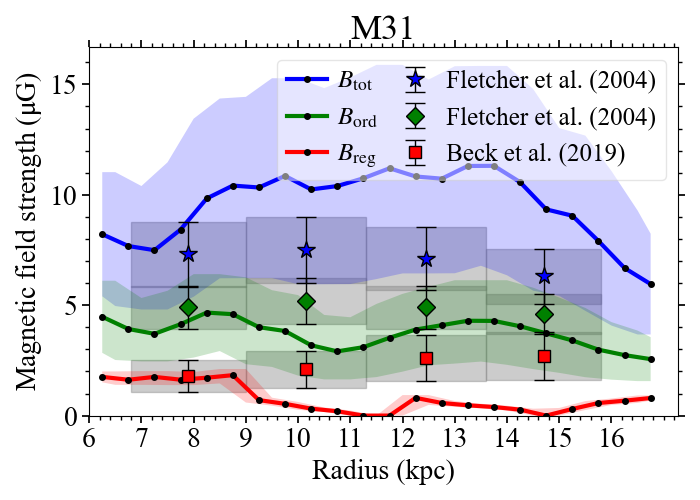 M31
Magnetic field strength (μG)
15
10
5
0
B_tot
B_ord
B_reg
Fletcher et al. (2004)
Fletcher et al. (2004)
Beck et al. (2019)
6 7 8 9 10 11 12 13 14 15 16
Radius (kpc)